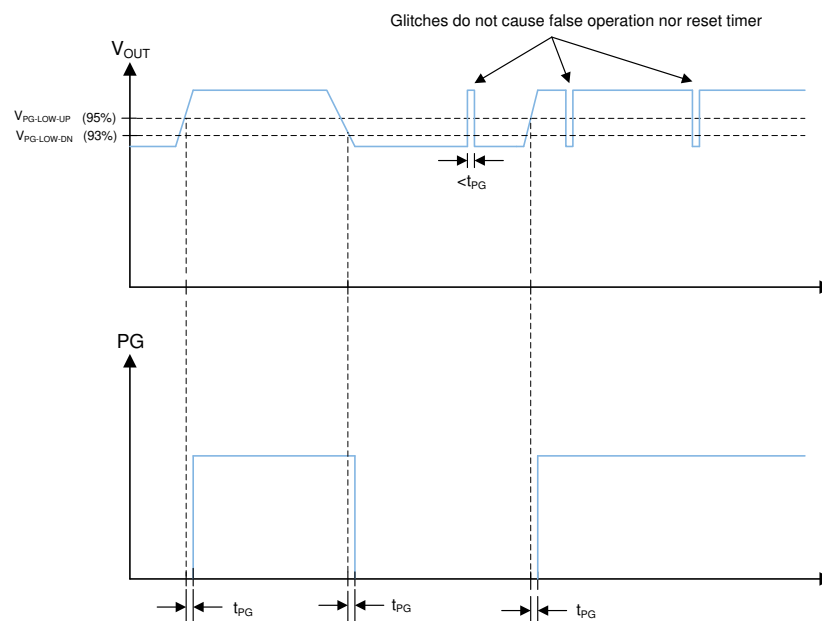 Glitches do not cause false operation nor reset timer
VOUT
VPG-LOW-UP (95%)
VPG-LOW-DN (93%)
<tPG
PG
tPG
tPG
tPG